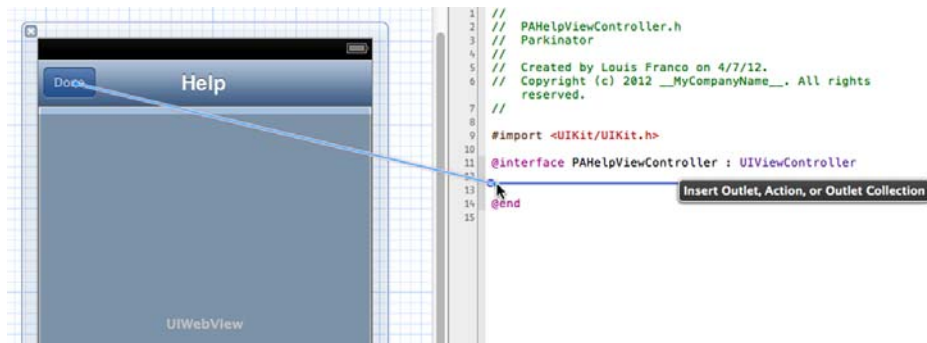 Done
Help
UIWebView
1 //
2 // PAHelpViewController.h
3 // Parkinator
4 //
5 // Created by Louis Franco on 4/7/12.
6 // Copyright (c) 2012 __MyCompanyName__. All rights
reserved.
7 //
8
9 #import <UIKit/UIKit.h>
10
11 @interface PAHelpViewController : UIViewController
12
13
Insert Outlet, Action, or Outlet Collection
14 @end
15